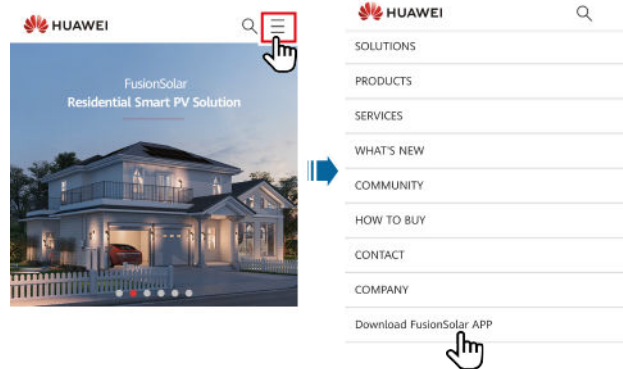 HUAWEI
FusionSolar
Residential Smart PV Solution
HUAWEI
SOLUTIONS
PRODUCTS
SERVICES
WHAT'S NEW
COMMUNITY
HOW TO BUY
CONTACT
COMPANY
Download FusionSolar APP